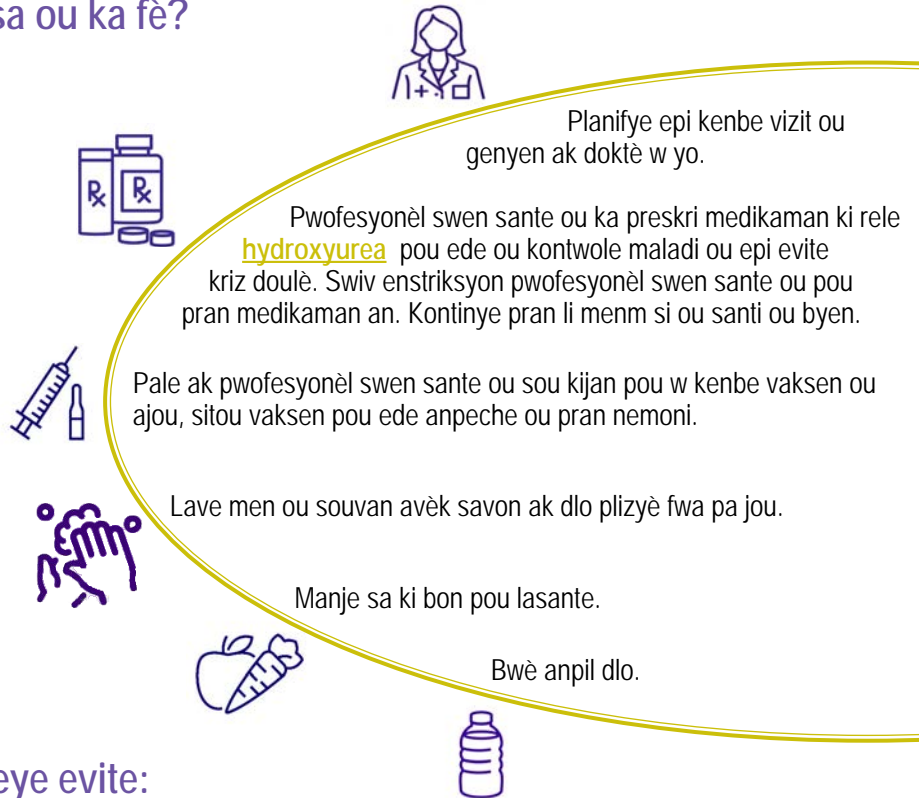 sa ou ka fè?
Planifye epi kenbe vizit ou
genyen ak doktè w yo.
Rx
Rx
Pwofesyonèl swen sante ou ka preskri medikaman ki rele
hydroxyurea pou ede ou kontwole maladi ou epi evite
kriz doulè. Swiv enstriksyon pwofesyonèl swen sante ou pou
pran medikaman an. Kontinye pran li menm si ou santi ou byen.
Pale ak pwofesyonèl swen sante ou sou kijan pou w kenbe vaksen ou
ajou, sitou vaksen pou ede anpeche ou pran nemoni.
Lave men ou souvan avèk savon ak dlo plizyè fwa pa jou.
Manje sa ki bon pou lasante.
Bwè anpil dlo.
eye evite: